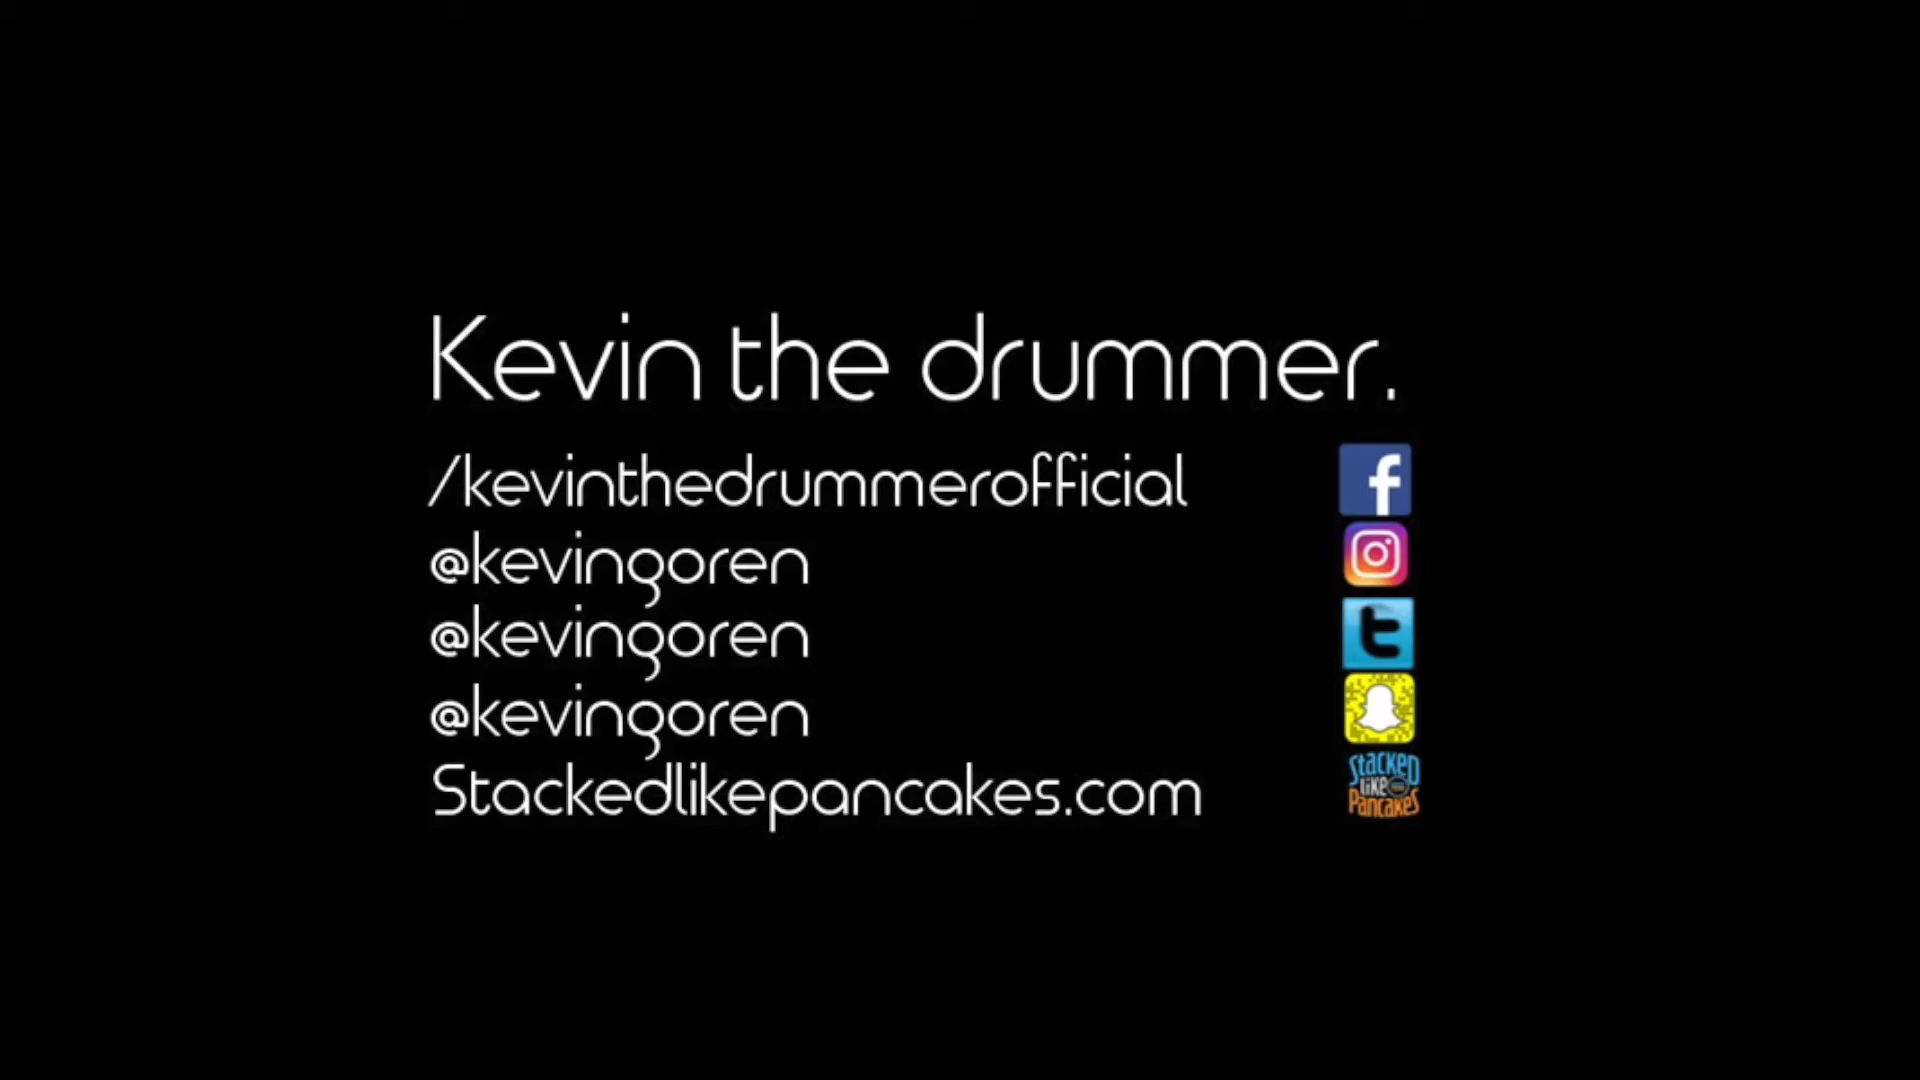 Kevin the drummer.
/kevinthedrummerofficial
@kevingoren
@kevingoren
@kevingoren
Stackedlikepancakes.com
Stacked
Like
Pancakes